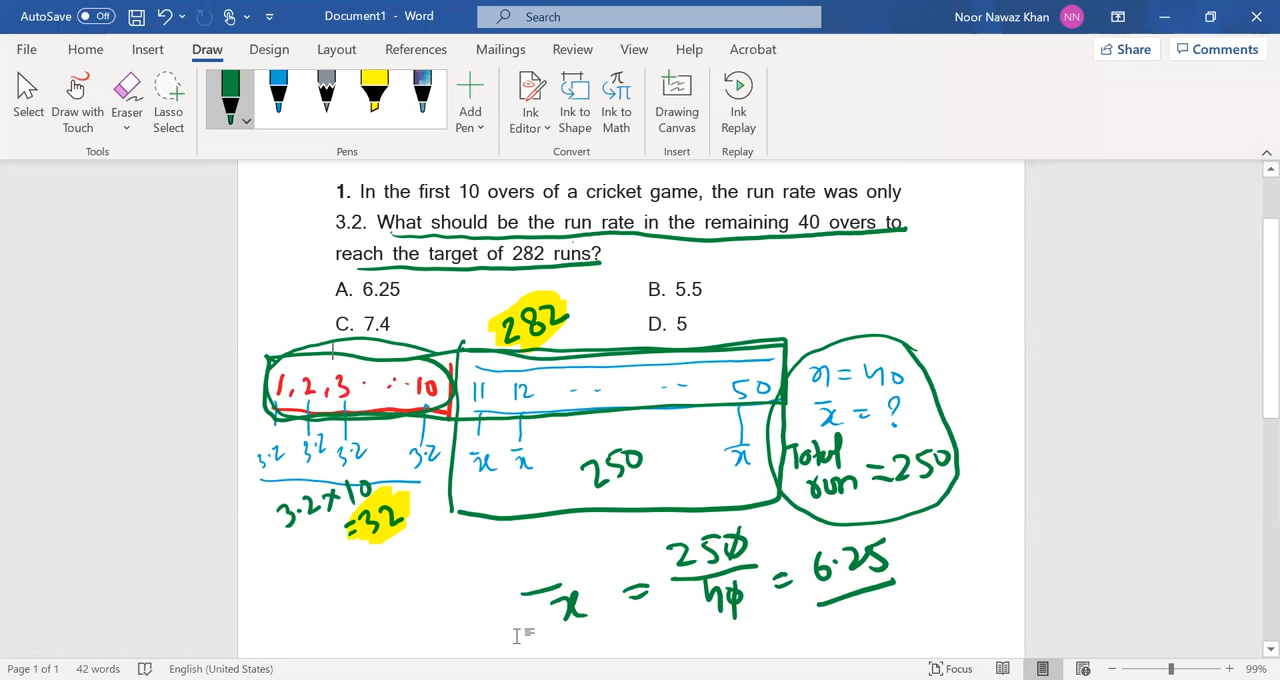 AutoSave Off Document1 - Word Search Noor Nawaz Khan NN
File Home Insert Draw Design Layout References Mailings Review View Help Acrobat Share Comments
Select Draw with Touch Eraser Lasso Select Add Pen Ink Editor Ink to Shape Ink to Math Drawing Canvas Ink Replay
Tools Pens Convert Insert Replay
1. In the first 10 overs of a cricket game, the run rate was only
3.2. What should be the run rate in the remaining 40 overs to
reach the target of 282 runs?
A. 6.25 B. 5.5
C. 7.4 D. 5
282
1, 2, 3 ... 10 11 12 .. .. 50
3.2 3.2 3.2 3.2 x̄ x̄ x̄
250
3.2 × 10
= 32
n = 40
x̄ = ?
Total run = 250
x̄ = 250/40 = 6.25
Page 1 of 1 42 words English (United States) Focus 99%